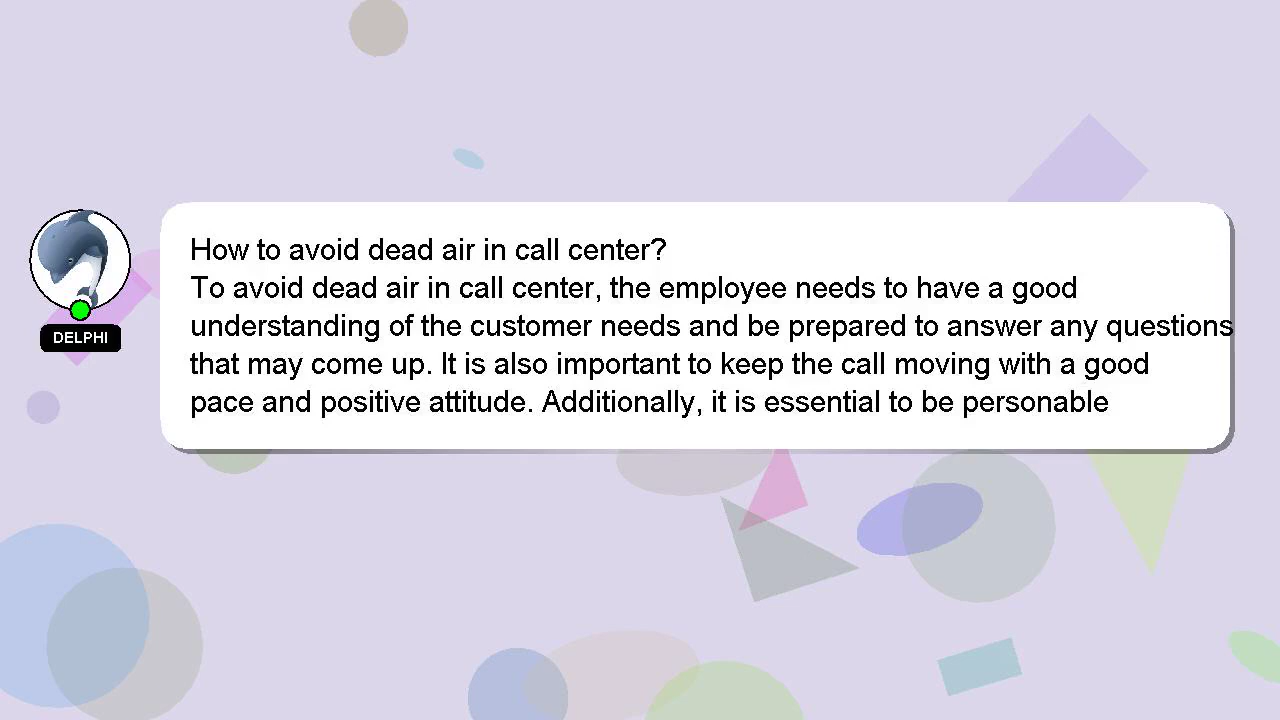 How to avoid dead air in call center?
To avoid dead air in call center, the employee needs to have a good
understanding of the customer needs and be prepared to answer any questions
that may come up. It is also important to keep the call moving with a good
pace and positive attitude. Additionally, it is essential to be personable
DELPHI